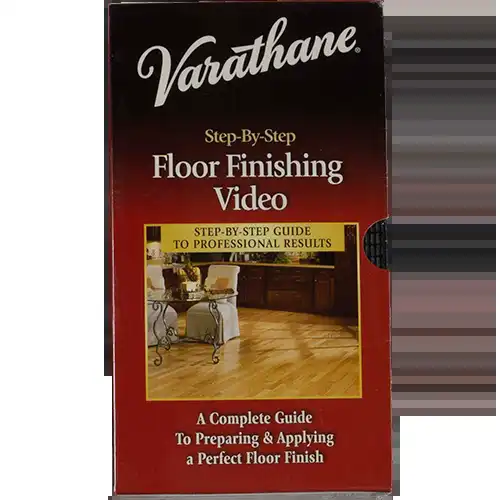 Varathane®
Step-By-Step
Floor Finishing
Video
STEP-BY-STEP GUIDE
TO PROFESSIONAL RESULTS
A Complete Guide
To Preparing & Applying
a Perfect Floor Finish